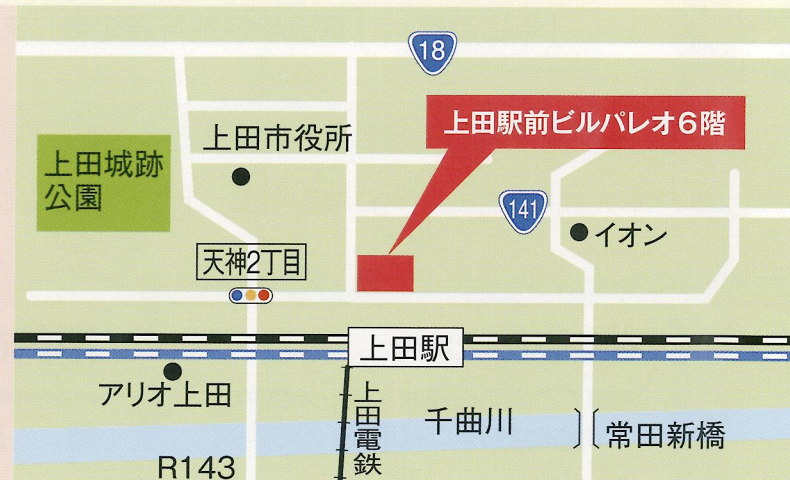 18
上田駅前ビルパレオ6階
上田市役所
上田城跡
公園
141
イオン
天神2丁目
上田駅
アリオ上田
上田電鉄
千曲川
常田新橋
R143